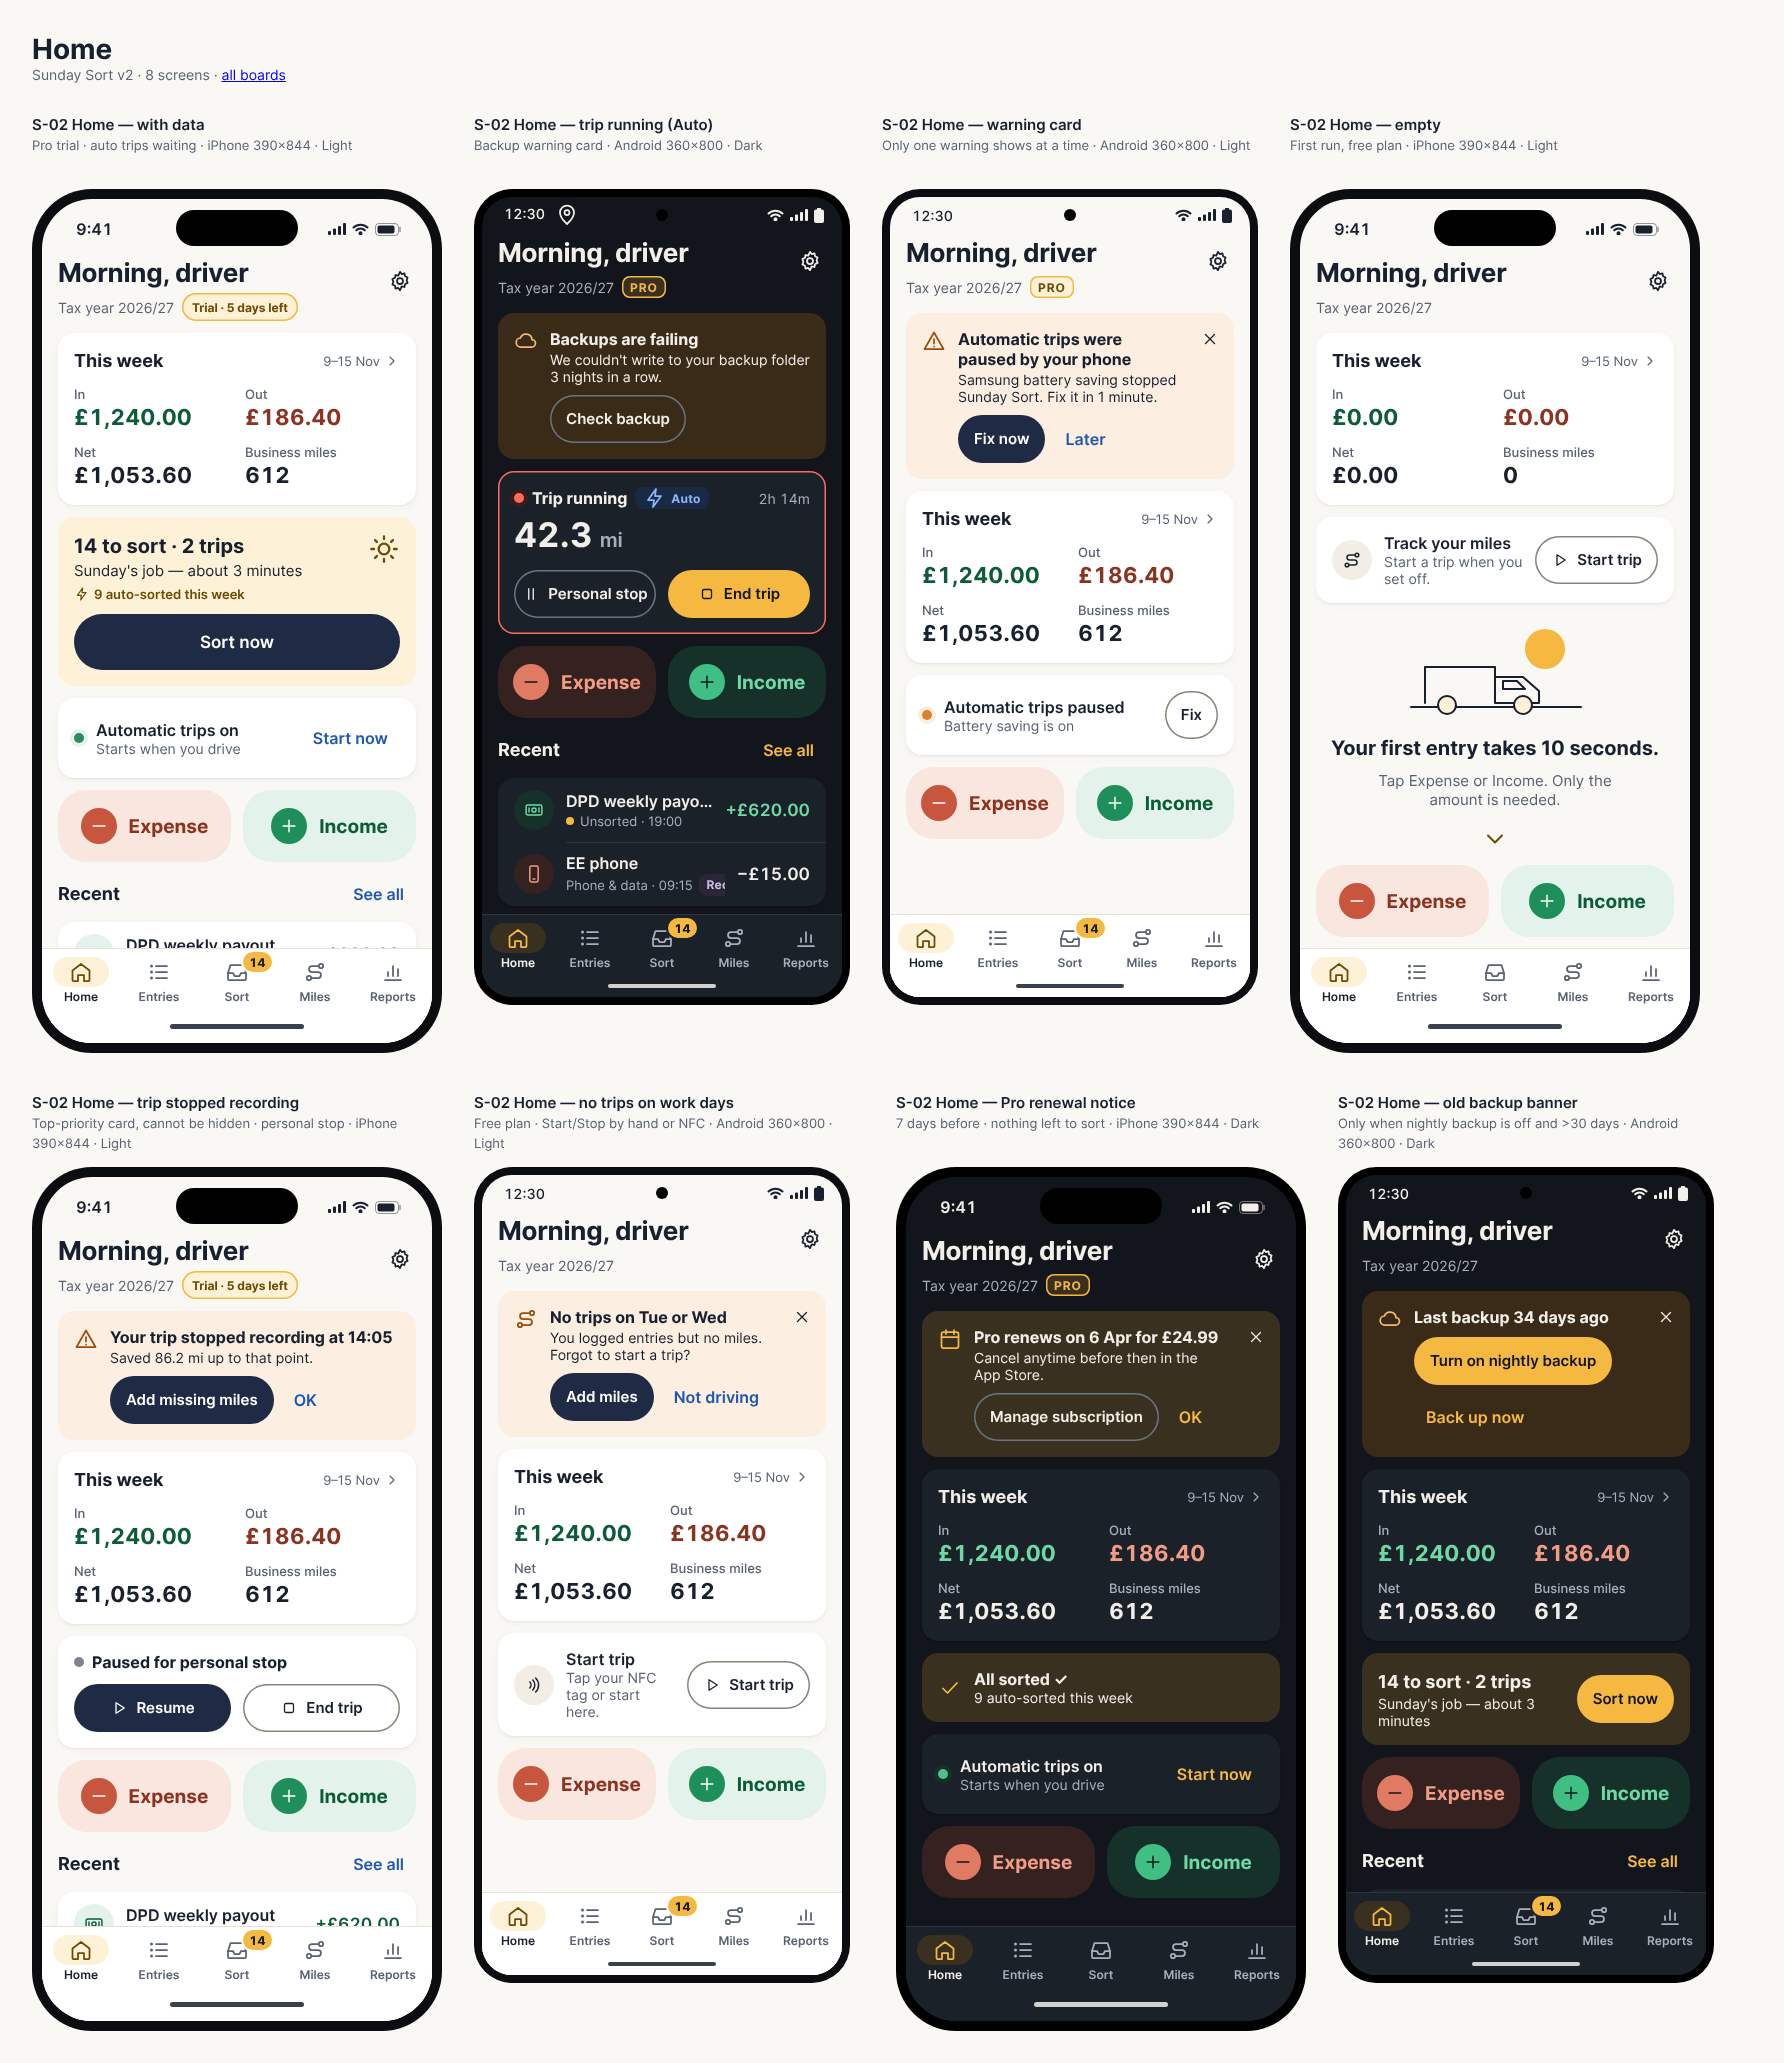 Home
Sunday Sort v2 · 8 screens · all boards
S-02 Home — with data
Pro trial · auto trips waiting · iPhone 390×844 · Light
9:41
Morning, driver
Tax year 2026/27 Trial · 5 days left
This week 9–15 Nov
In Out
£1,240.00 £186.40
Net Business miles
£1,053.60 612
14 to sort · 2 trips
Sunday's job — about 3 minutes
9 auto-sorted this week
Sort now
Automatic trips on
Starts when you drive
Start now
Expense Income
Recent See all
DPD weekly payout
14
Home Entries Sort Miles Reports
S-02 Home — trip running (Auto)
Backup warning card · Android 360×800 · Dark
12:30
Morning, driver
Tax year 2026/27 PRO
Backups are failing
We couldn't write to your backup folder
3 nights in a row.
Check backup
Trip running Auto 2h 14m
42.3 mi
Personal stop End trip
Expense Income
Recent See all
DPD weekly payo... +£620.00
Unsorted · 19:00
EE phone −£15.00
Phone & data · 09:15
14
Home Entries Sort Miles Reports
S-02 Home — warning card
Only one warning shows at a time · Android 360×800 · Light
12:30
Morning, driver
Tax year 2026/27 PRO
Automatic trips were
paused by your phone
Samsung battery saving stopped
Sunday Sort. Fix it in 1 minute.
Fix now Later
This week 9–15 Nov
In Out
£1,240.00 £186.40
Net Business miles
£1,053.60 612
Automatic trips paused
Battery saving is on
Fix
Expense Income
14
Home Entries Sort Miles Reports
S-02 Home — empty
First run, free plan · iPhone 390×844 · Light
9:41
Morning, driver
Tax year 2026/27
This week 9–15 Nov
In Out
£0.00 £0.00
Net Business miles
£0.00 0
Track your miles
Start a trip when you
set off.
Start trip
Your first entry takes 10 seconds.
Tap Expense or Income. Only the
amount is needed.
Expense Income
Home Entries Sort Miles Reports
S-02 Home — trip stopped recording
Top-priority card, cannot be hidden · personal stop · iPhone
390×844 · Light
9:41
Morning, driver
Tax year 2026/27 Trial · 5 days left
Your trip stopped recording at 14:05
Saved 86.2 mi up to that point.
Add missing miles OK
This week 9–15 Nov
In Out
£1,240.00 £186.40
Net Business miles
£1,053.60 612
Paused for personal stop
Resume End trip
Expense Income
Recent See all
DPD weekly payout +£620.00
14
Home Entries Sort Miles Reports
S-02 Home — no trips on work days
Free plan · Start/Stop by hand or NFC · Android 360×800 ·
Light
12:30
Morning, driver
Tax year 2026/27
No trips on Tue or Wed
You logged entries but no miles.
Forgot to start a trip?
Add miles Not driving
This week 9–15 Nov
In Out
£1,240.00 £186.40
Net Business miles
£1,053.60 612
Start trip
Tap your NFC
tag or start
here.
Start trip
Expense Income
14
Home Entries Sort Miles Reports
S-02 Home — Pro renewal notice
7 days before · nothing left to sort · iPhone 390×844 · Dark
9:41
Morning, driver
Tax year 2026/27 PRO
Pro renews on 6 Apr for £24.99
Cancel anytime before then in the
App Store.
Manage subscription OK
This week 9–15 Nov
In Out
£1,240.00 £186.40
Net Business miles
£1,053.60 612
All sorted ✓
9 auto-sorted this week
Automatic trips on
Starts when you drive
Start now
Expense Income
Home Entries Sort Miles Reports
S-02 Home — old backup banner
Only when nightly backup is off and >30 days · Android
360×800 · Dark
12:30
Morning, driver
Tax year 2026/27
Last backup 34 days ago
Turn on nightly backup
Back up now
This week 9–15 Nov
In Out
£1,240.00 £186.40
Net Business miles
£1,053.60 612
14 to sort · 2 trips
Sunday's job — about 3
minutes
Sort now
Expense Income
Recent See all
14
Home Entries Sort Miles Reports